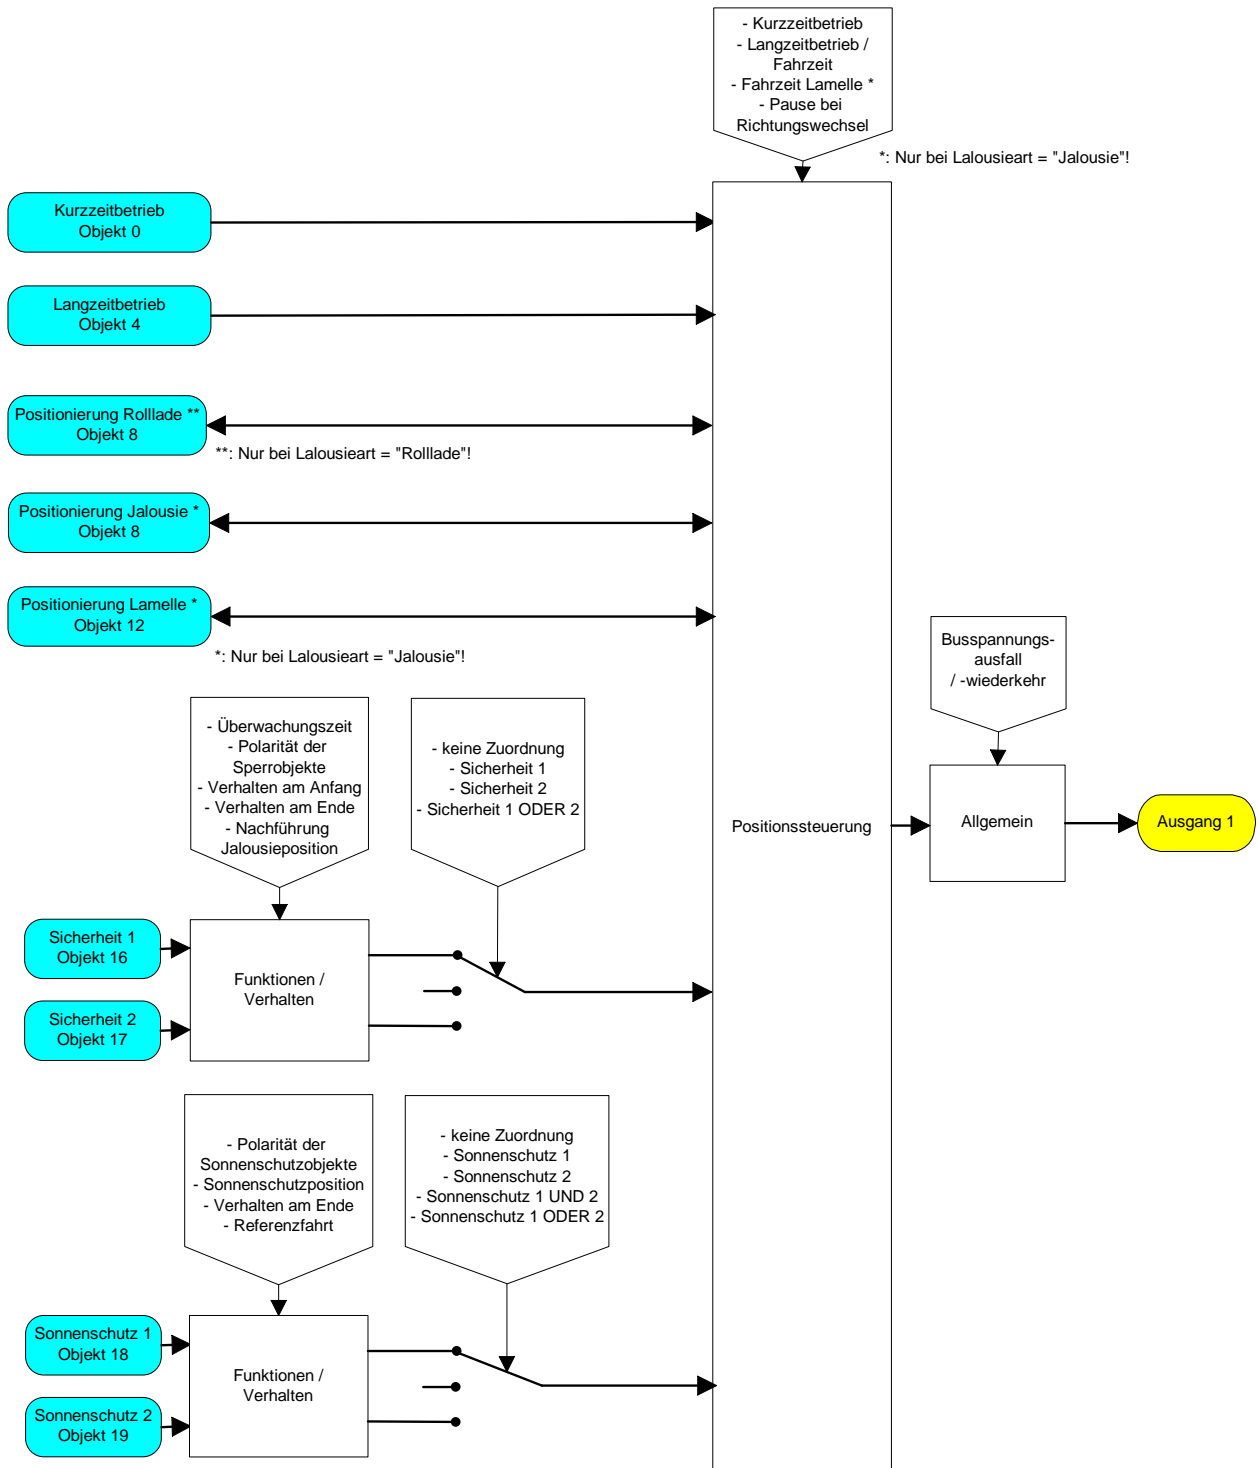 - Kurzzeitbetrieb
- Langzeitbetrieb /
Fahrzeit
- Fahrzeit Lamelle *
- Pause bei
Richtungswechsel
*: Nur bei Lalousieart = "Jalousie"!
Kurzzeitbetrieb
Objekt 0
Langzeitbetrieb
Objekt 4
Positionierung Rolllade **
Objekt 8
**: Nur bei Lalousieart = "Rolllade"!
Positionierung Jalousie *
Objekt 8
Positionierung Lamelle *
Objekt 12
*: Nur bei Lalousieart = "Jalousie"!
Busspannungs-
ausfall
/ -wiederkehr
- Überwachungszeit
- Polarität der
Sperrobjekte
- Verhalten am Anfang
- Verhalten am Ende
- Nachführung
Jalousieposition
- keine Zuordnung
- Sicherheit 1
- Sicherheit 2
- Sicherheit 1 ODER 2
Positionssteuerung
Allgemein
Ausgang 1
Sicherheit 1
Objekt 16
Funktionen /
Verhalten
Sicherheit 2
Objekt 17
- Polarität der
Sonnenschutzobjekte
- Sonnenschutzposition
- Verhalten am Ende
- Referenzfahrt
- keine Zuordnung
- Sonnenschutz 1
- Sonnenschutz 2
- Sonnenschutz 1 UND 2
- Sonnenschutz 1 ODER 2
Sonnenschutz 1
Objekt 18
Funktionen /
Verhalten
Sonnenschutz 2
Objekt 19